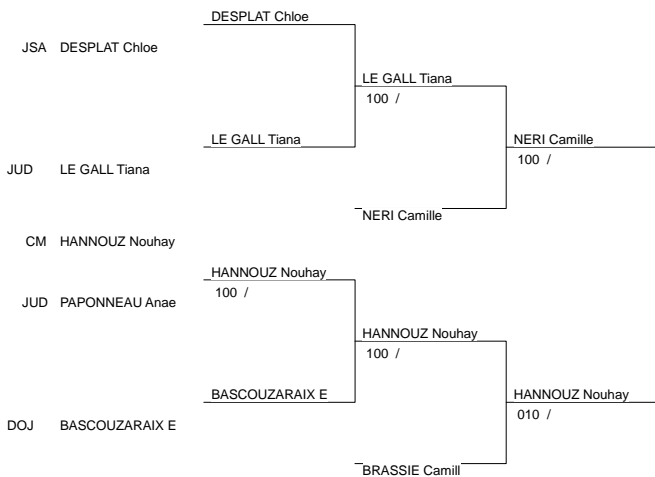 DESPLAT Chloe
JSA DESPLAT Chloe
LE GALL Tiana
100 /
LE GALL Tiana
NERI Camille
100 /
JUD LE GALL Tiana
NERI Camille
CM HANNOUZ Nouhay
HANNOUZ Nouhay
100 /
JUD PAPONNEAU Anae
HANNOUZ Nouhay
100 /
BASCOUZARAIX E
HANNOUZ Nouhay
010 /
DOJ BASCOUZARAIX E
BRASSIE Camill